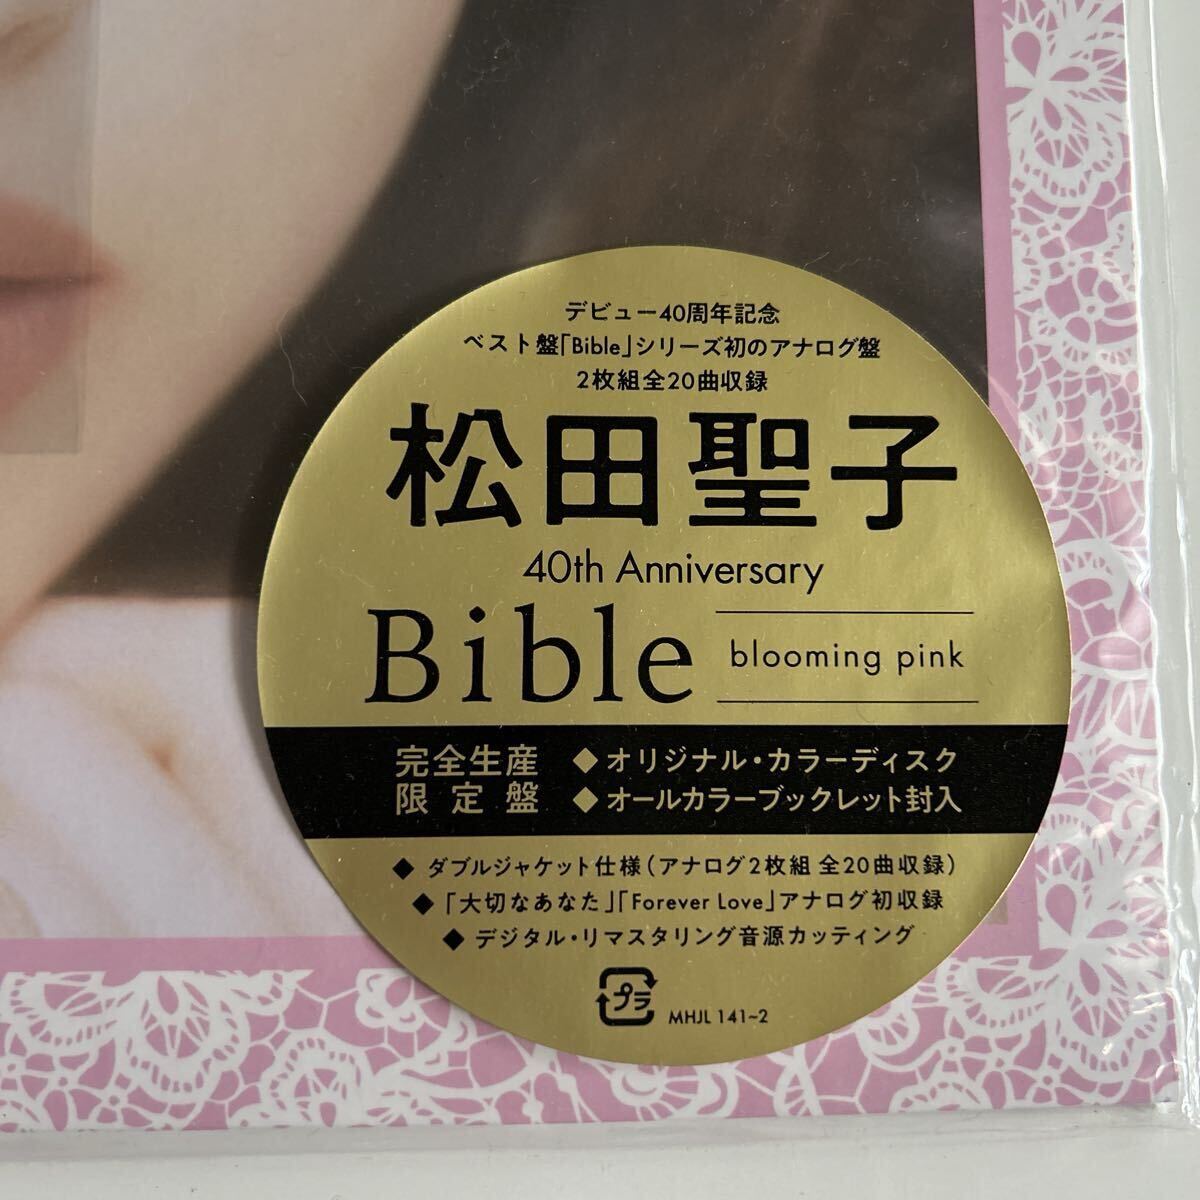 デビュー40周年記念
ベスト盤「Bible」シリーズ初のアナログ盤
2枚組全20曲収録
松田聖子
40th Anniversary
Bible blooming pink
完全生産 ◆オリジナル・カラーディスク
限定盤 ◆オールカラーブックレット封入
◆ ダブルジャケット仕様(アナログ2枚組 全20曲収録)
◆「大切なあなた」「Forever Love」アナログ初収録
◆ デジタル・リマスタリング音源カッティング
プラ MHJL 141~2